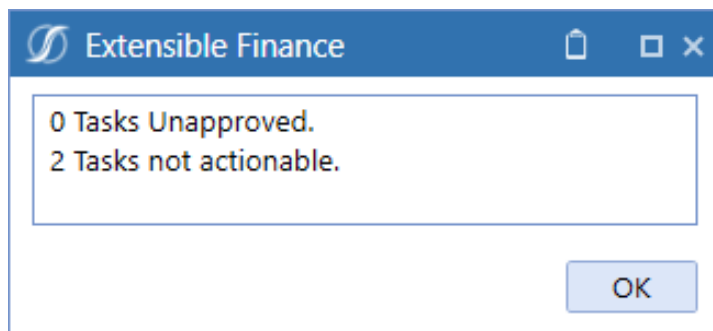 Extensible Finance
0 Tasks Unapproved.
2 Tasks not actionable.
OK